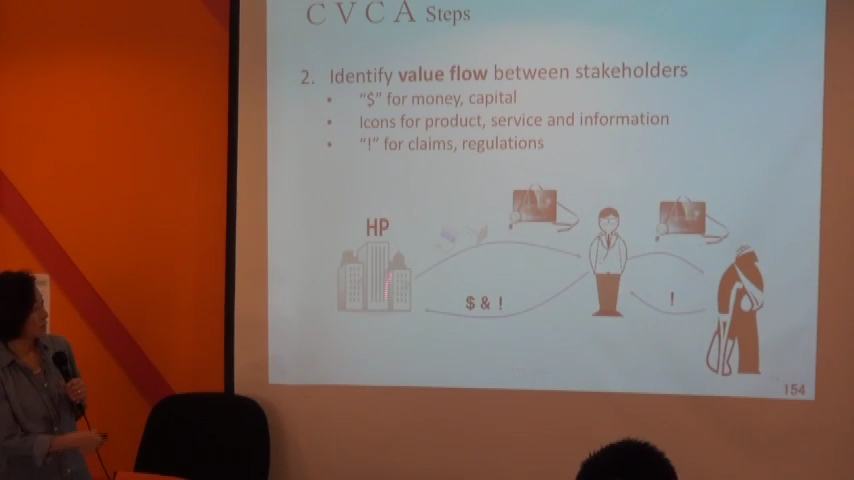 C V C A Steps
2. Identify value flow between stakeholders
• “$” for money, capital
• Icons for product, service and information
• “!” for claims, regulations
HP
$ & !
!
154